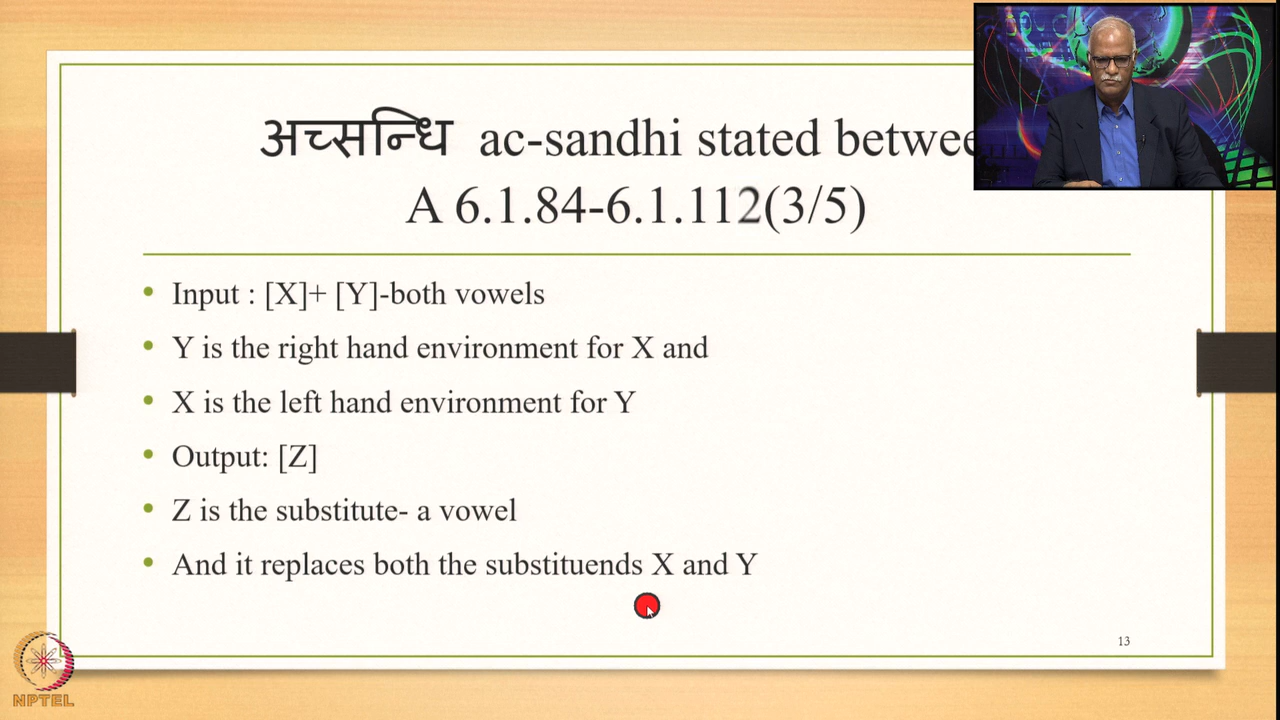 अच्सन्धि ac-sandhi stated
A 6.1.84-6.1.112(3/5)
• Input : [X]+ [Y]-both vowels
• Y is the right hand environment for X and
• X is the left hand environment for Y
• Output: [Z]
• Z is the substitute- a vowel
• And it replaces both the substituends X and Y
13
NPTEL